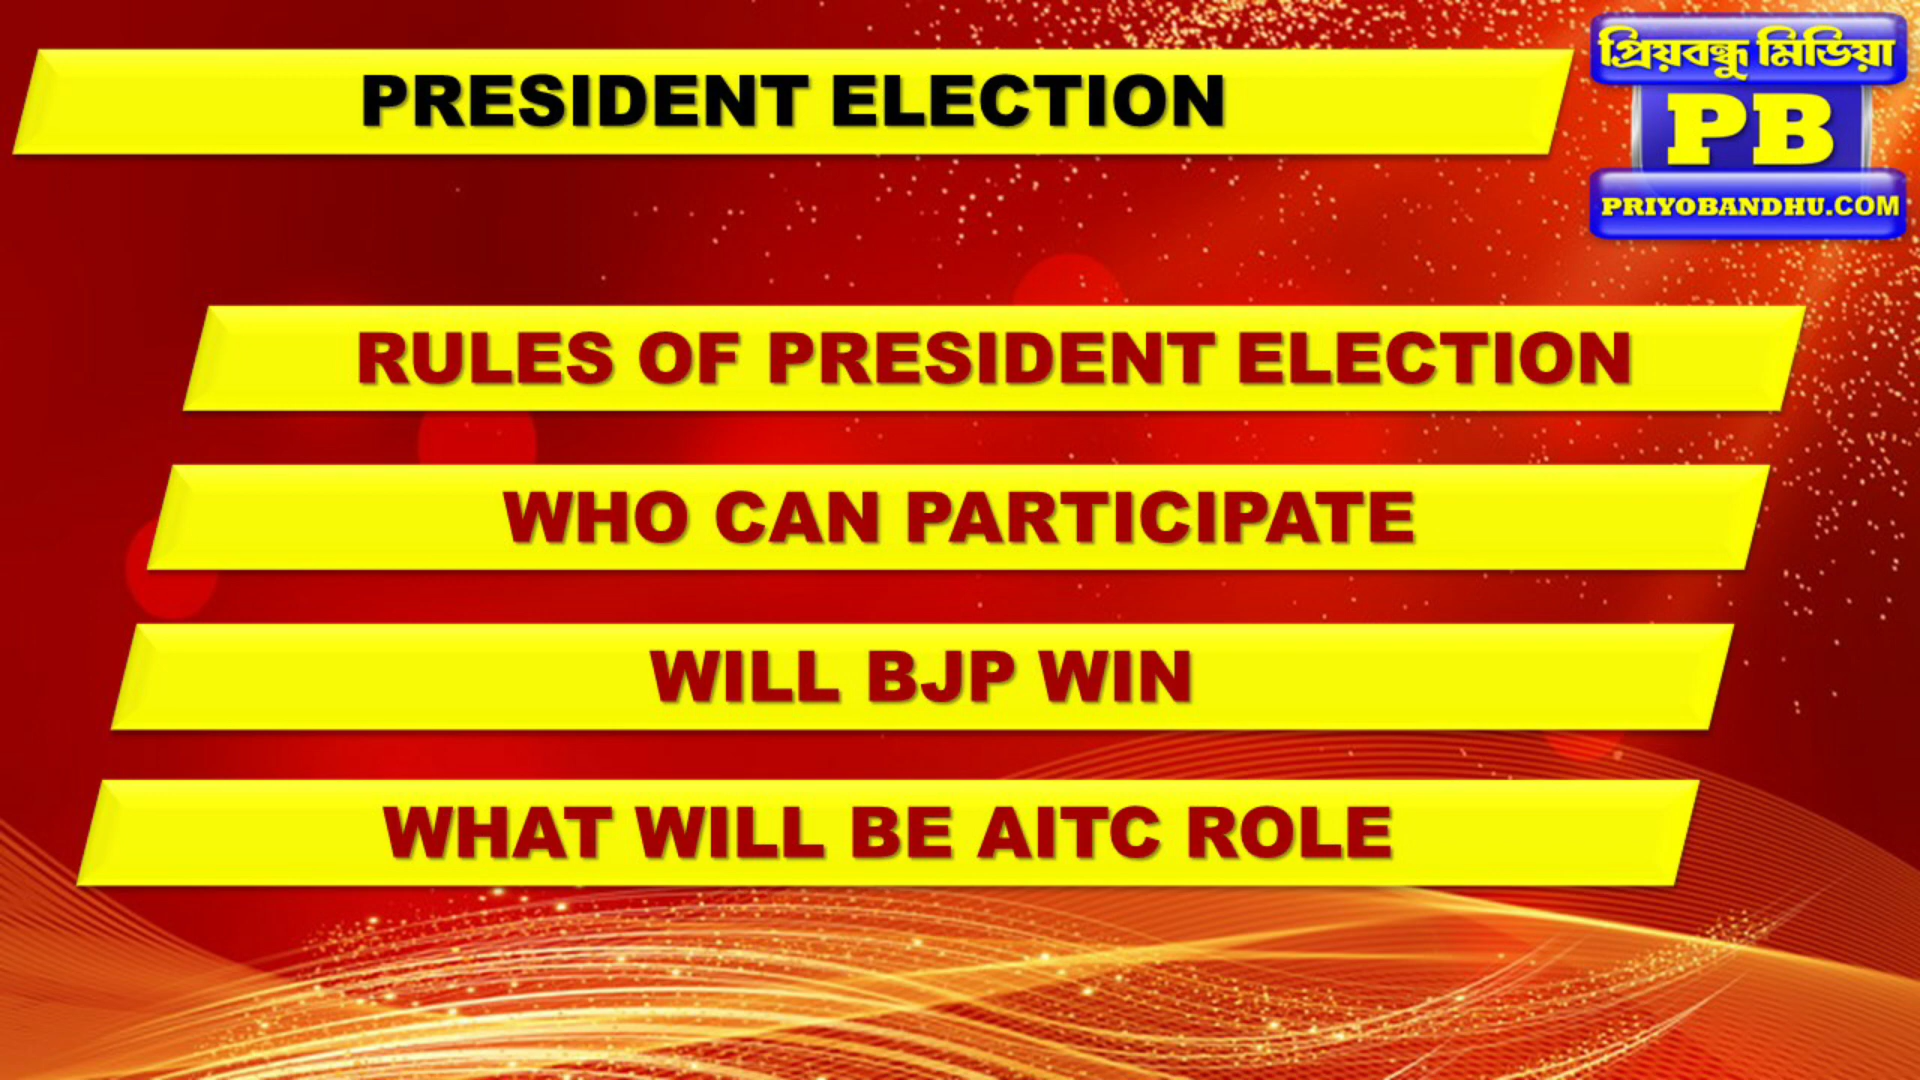 PRESIDENT ELECTION
প্রিয়বন্ধু মিডিয়া
PB
PRIYOBANDHU.COM
RULES OF PRESIDENT ELECTION
WHO CAN PARTICIPATE
WILL BJP WIN
WHAT WILL BE AITC ROLE